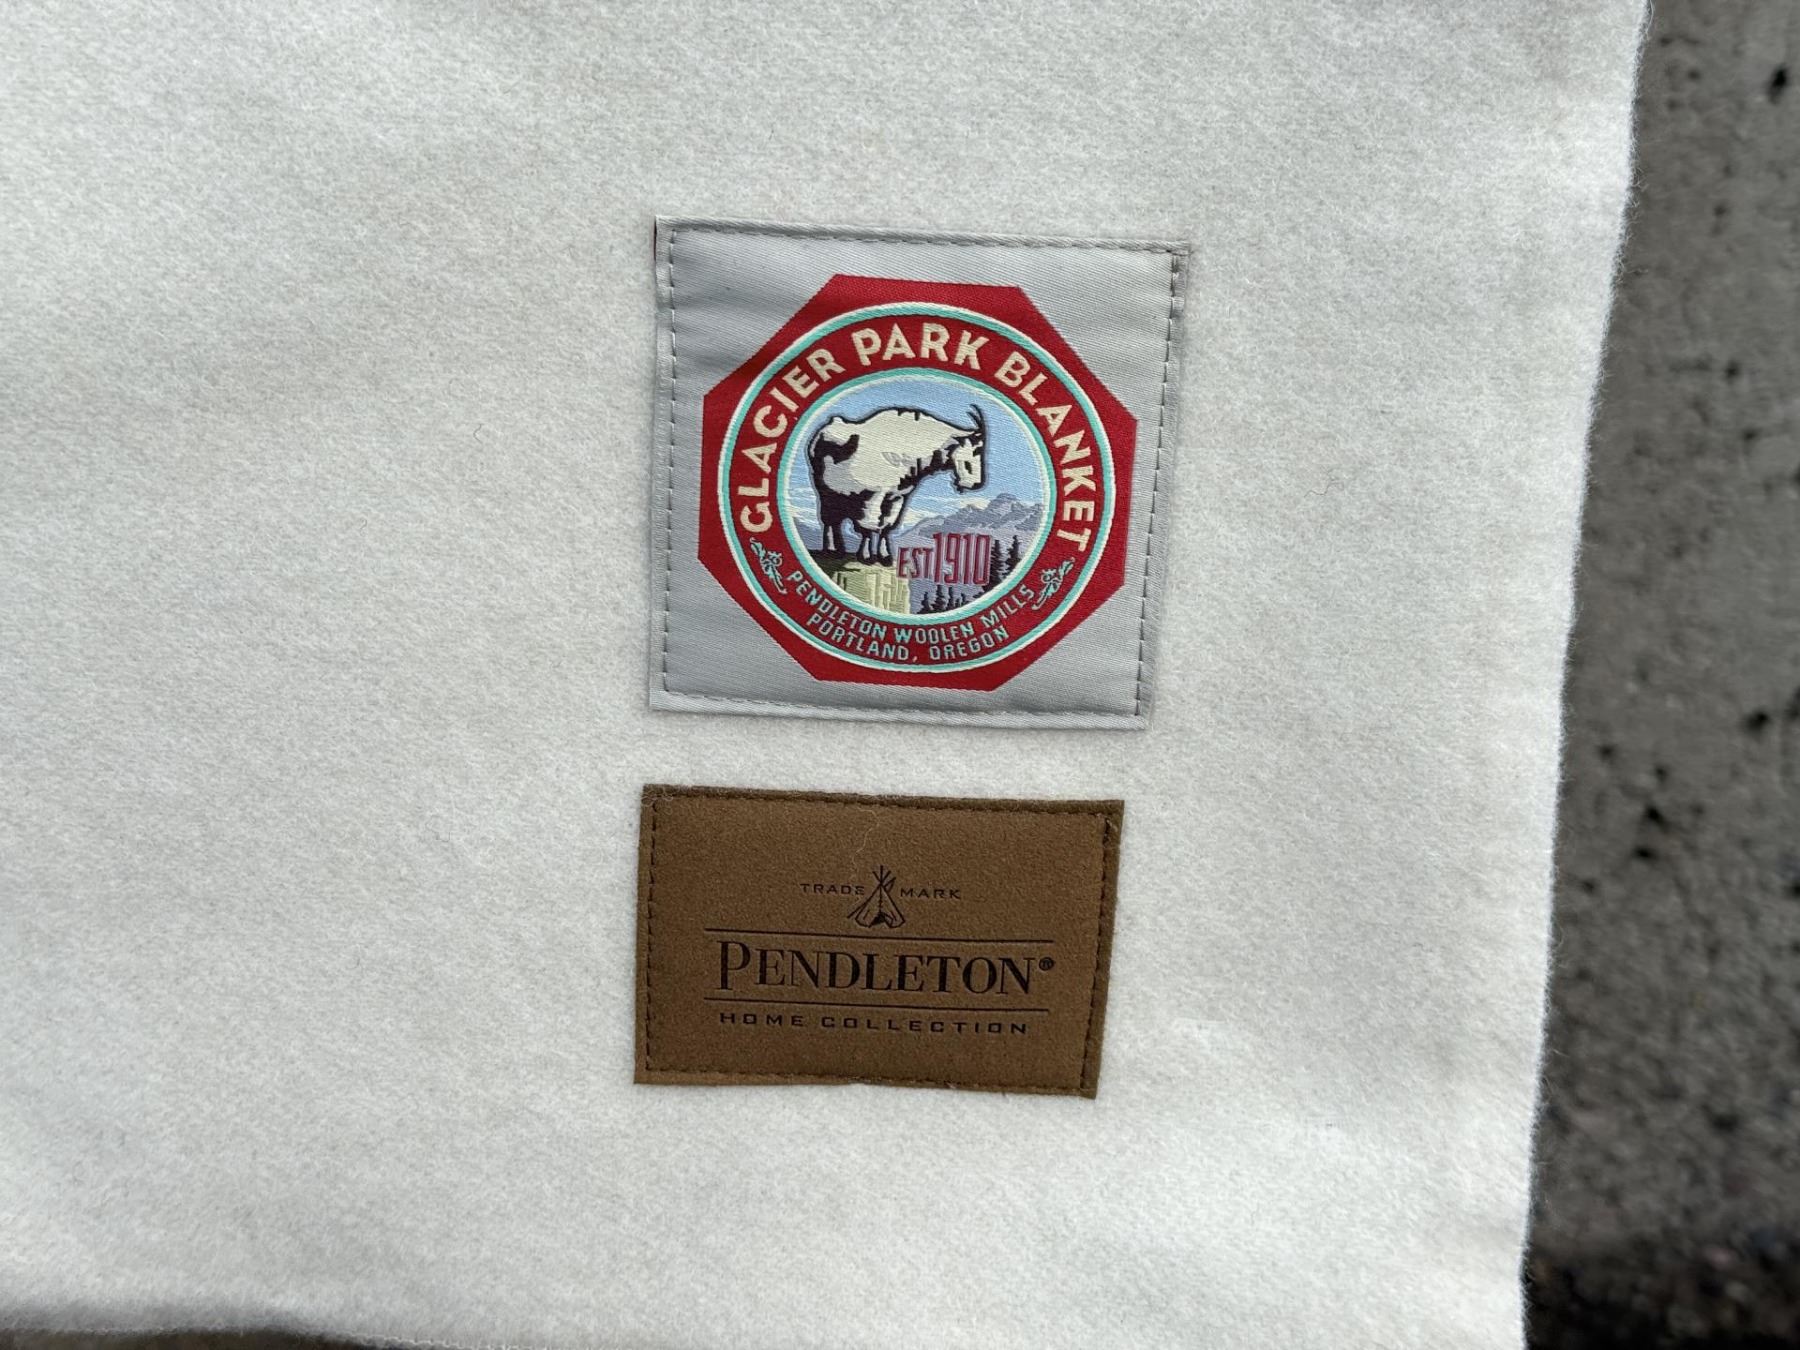 GLACIER PARK BLANKET
EST 1910
PENDLETON WOOLEN MILLS
PORTLAND, OREGON
TRADE MARK
PENDLETON®
HOME COLLECTION